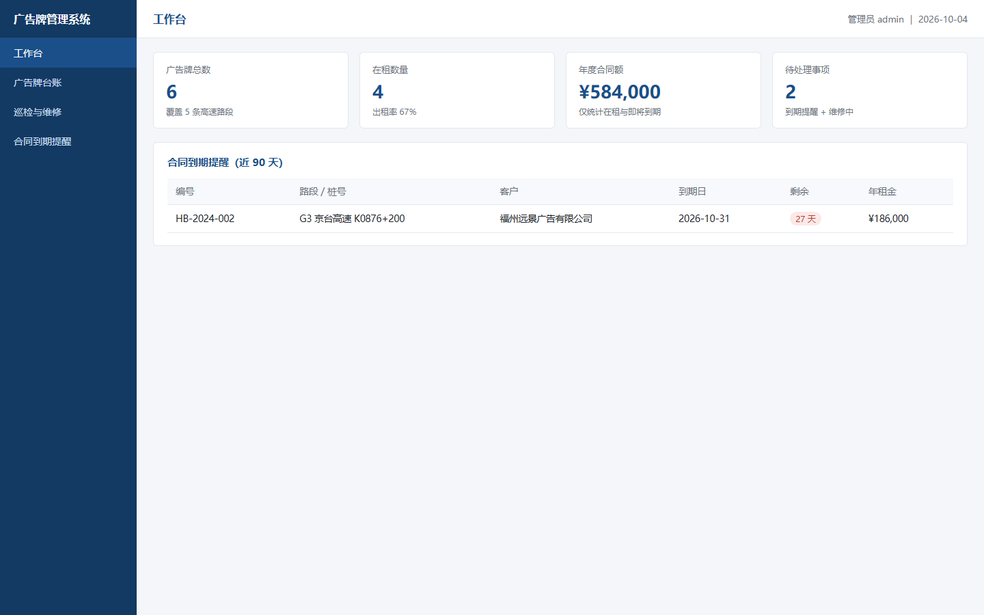 广告牌管理系统
工作台
广告牌台账
巡检与维修
合同到期提醒
工作台
管理员 admin | 2026-10-04
广告牌总数
6
覆盖 5 条高速路段
在租数量
4
出租率 67%
年度合同额
¥584,000
仅统计在租与即将到期
待处理事项
2
到期提醒 + 维修中
合同到期提醒（近 90 天）
编号 路段 / 桩号 客户 到期日 剩余 年租金
HB-2024-002 G3 京台高速 K0876+200 福州远景广告有限公司 2026-10-31 27 天 ¥186,000